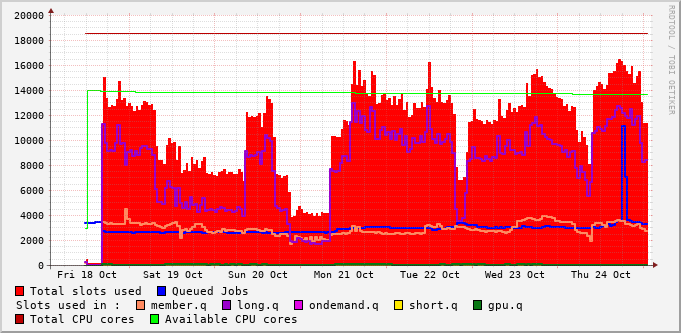 20000
18000
16000
14000
12000
10000
8000
6000
4000
2000
0
Fri 18 Oct Sat 19 Oct Sun 20 Oct Mon 21 Oct Tue 22 Oct Wed 23 Oct Thu 24 Oct
Total slots used Queued Jobs
Slots used in : member.q long.q ondemand.q short.q gpu.q
Total CPU cores Available CPU cores
RRDTOOL / TOBI OETIKER